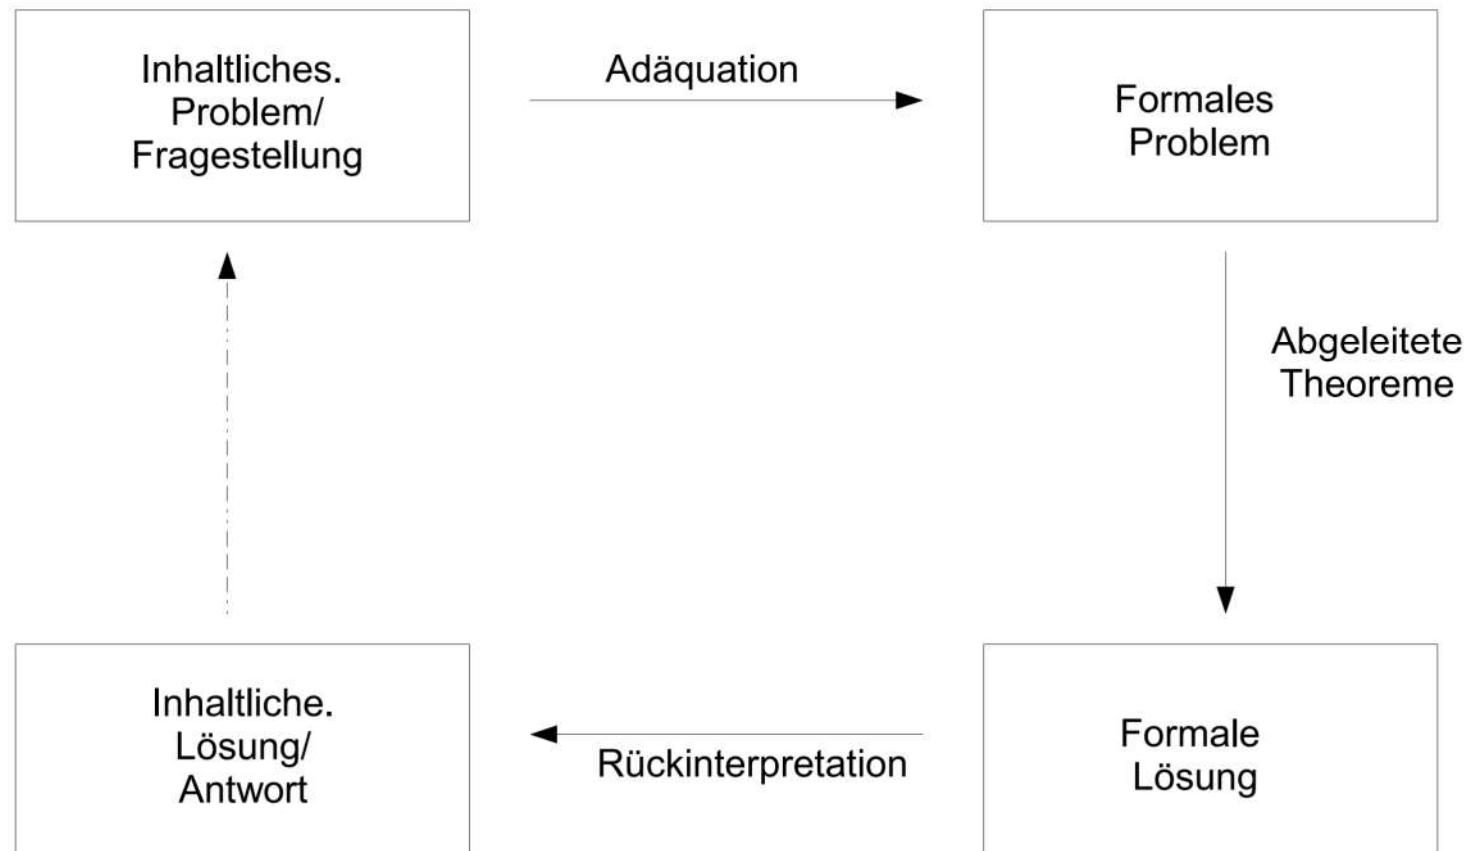 Inhaltliches.
Problem/
Fragestellung
Adäquation
Formales
Problem
Abgeleitete
Theoreme
Inhaltliche.
Lösung/
Antwort
Rückinterpretation
Formale
Lösung